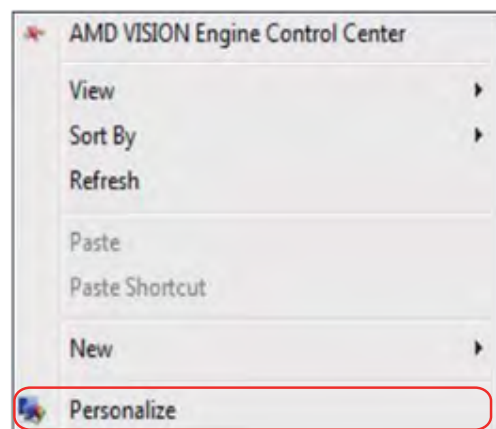 AMD VISION Engine Control Center
View
Sort By
Refresh
Paste
Paste Shortcut
New
Personalize